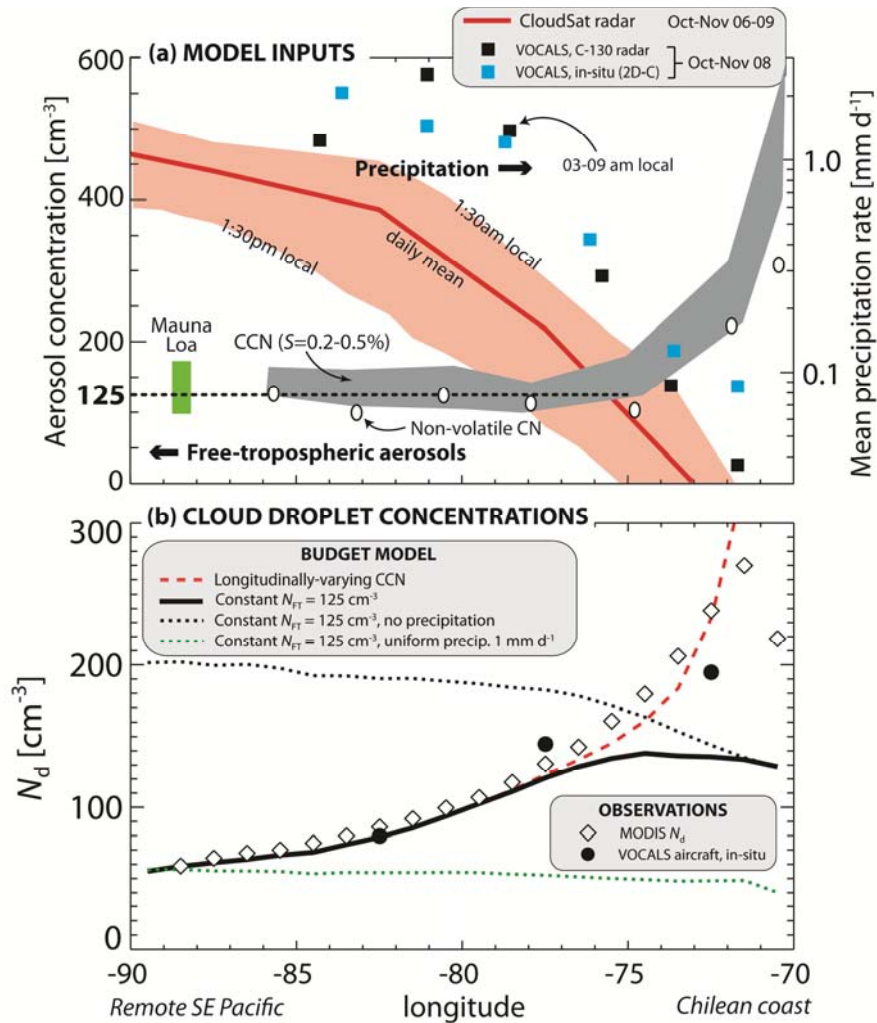 CloudSat radar Oct-Nov 06-09
(a) MODEL INPUTS
VOCALS, C-130 radar
VOCALS, in-situ (2D-C)
Oct-Nov 08
600
400
200
125
0
Aerosol concentration [cm⁻³]
1.0
0.1
Mean precipitation rate [mm d⁻¹]
03-09 am local
Precipitation
1:30am local
1:30pm local
daily mean
Mauna
Loa
CCN (S=0.2-0.5%)
Non-volatile CN
Free-tropospheric aerosols
(b) CLOUD DROPLET CONCENTRATIONS
300
200
100
0
N_d [cm⁻³]
BUDGET MODEL
Longitudinally-varying CCN
Constant N_FT = 125 cm⁻³
Constant N_FT = 125 cm⁻³, no precipitation
Constant N_FT = 125 cm⁻³, uniform precip. 1 mm d⁻¹
OBSERVATIONS
MODIS N_d
VOCALS aircraft, in-situ
-90 -85 -80 -75 -70
Remote SE Pacific longitude Chilean coast